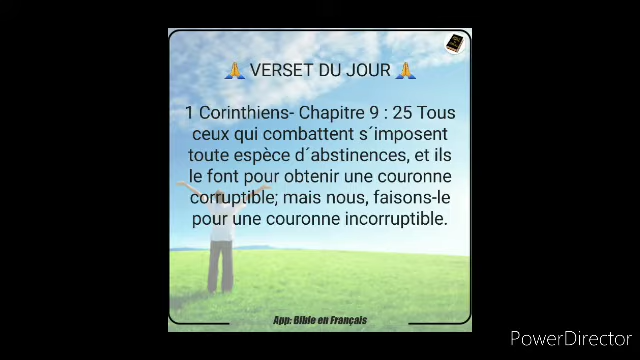 🙏 VERSET DU JOUR 🙏
1 Corinthiens- Chapitre 9 : 25 Tous
ceux qui combattent s´imposent
toute espèce d´abstinences, et ils
le font pour obtenir une couronne
corruptible; mais nous, faisons-le
pour une couronne incorruptible.
App: Bible en Français
PowerDirector